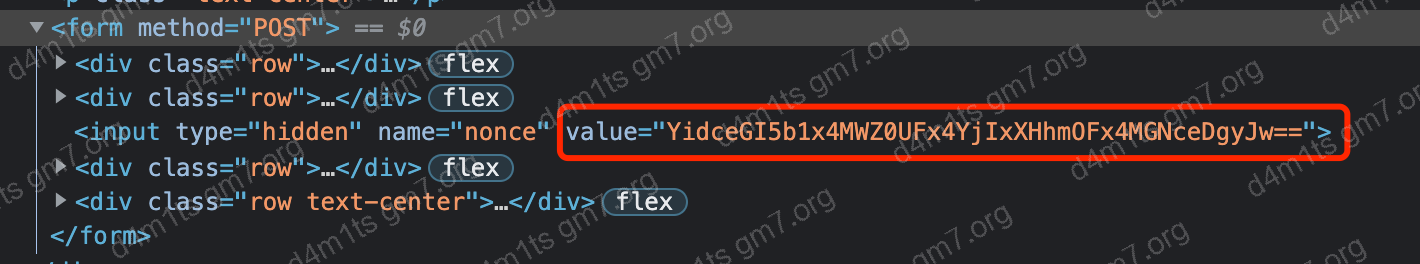 ▼<form method="POST"> == $0
▶<div class="row">…</div> flex
▶<div class="row">…</div> flex
<input type="hidden" name="nonce" value="YidceGI5b1x4MWZ0UFx4YjIxXHhmOFx4MGNceDgyJw==">
▶<div class="row">…</div> flex
▶<div class="row text-center">…</div> flex
</form>
d4m1ts gm7.org